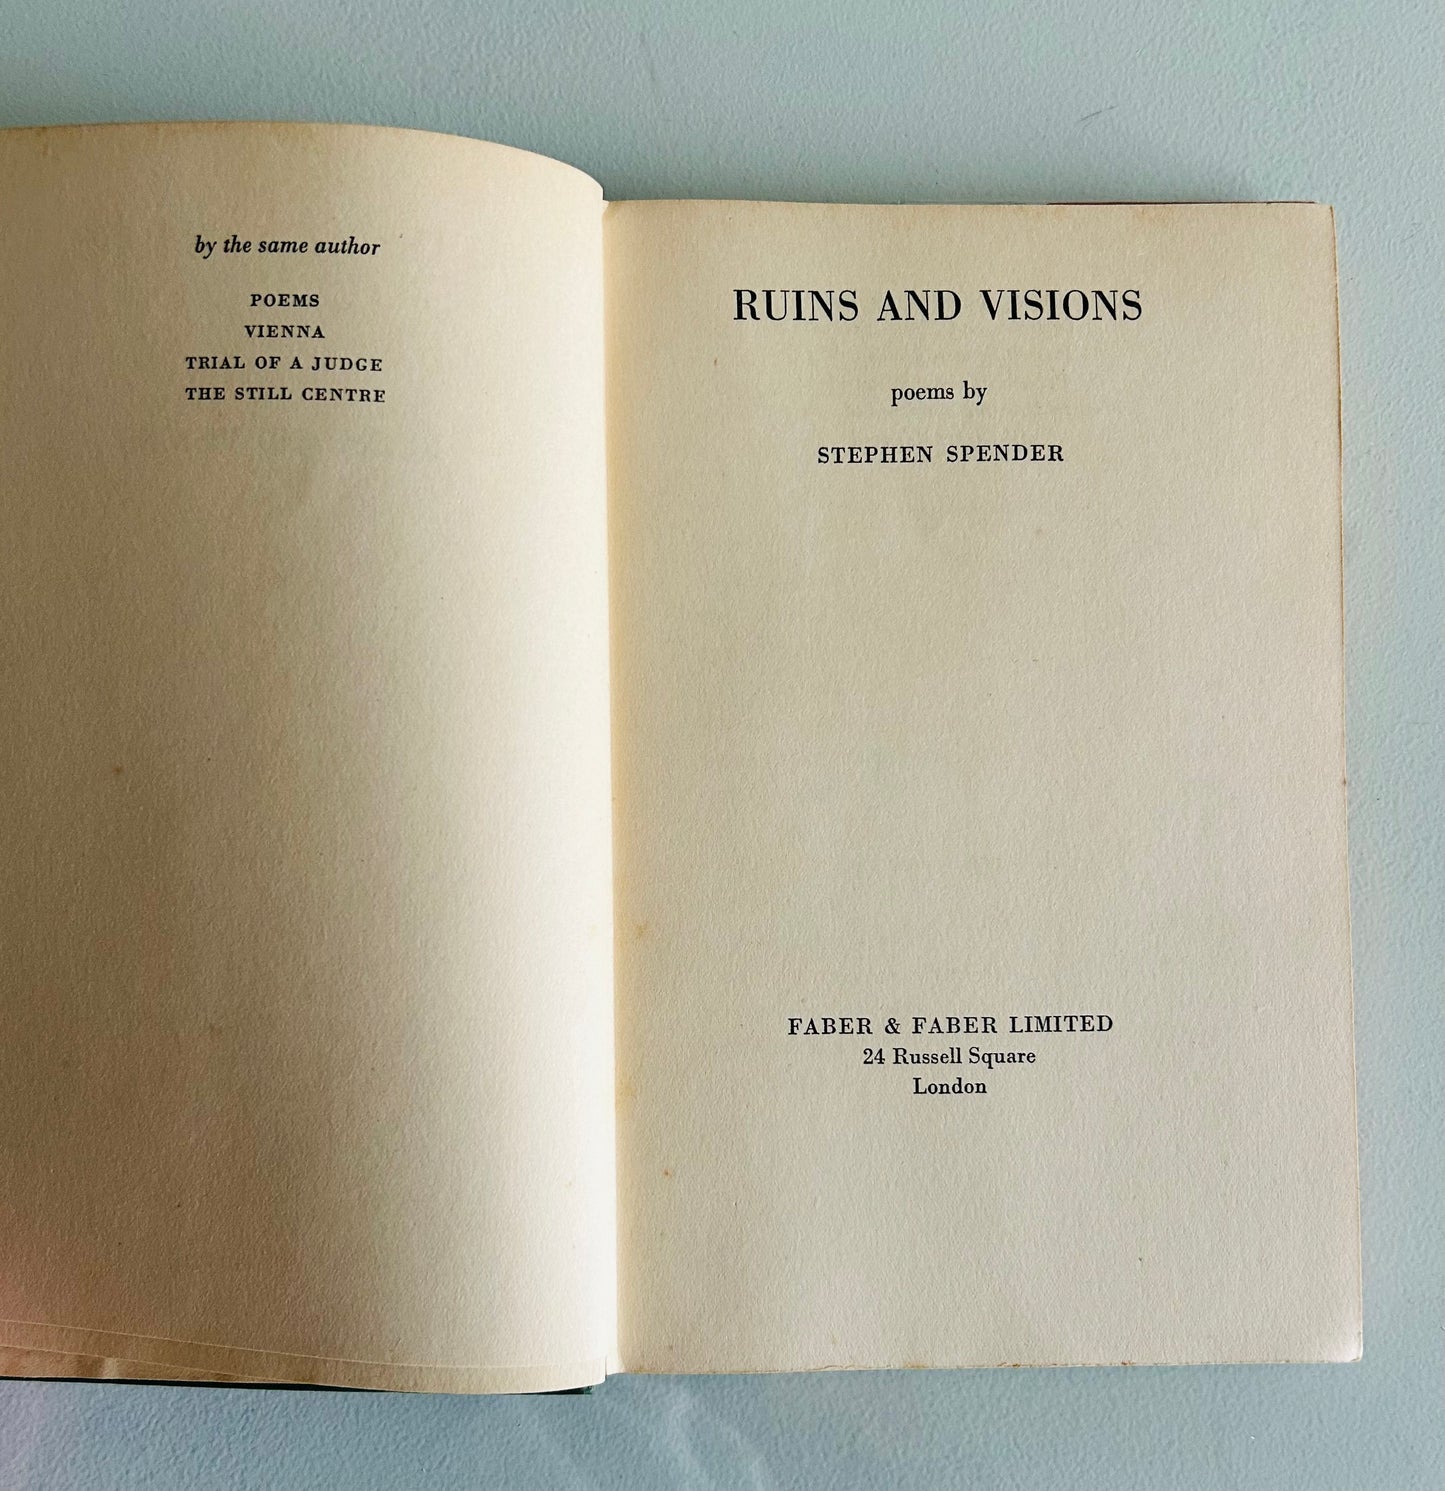 by the same author
POEMS
VIENNA
TRIAL OF A JUDGE
THE STILL CENTRE
RUINS AND VISIONS
poems by
STEPHEN SPENDER
FABER & FABER LIMITED
24 Russell Square
London